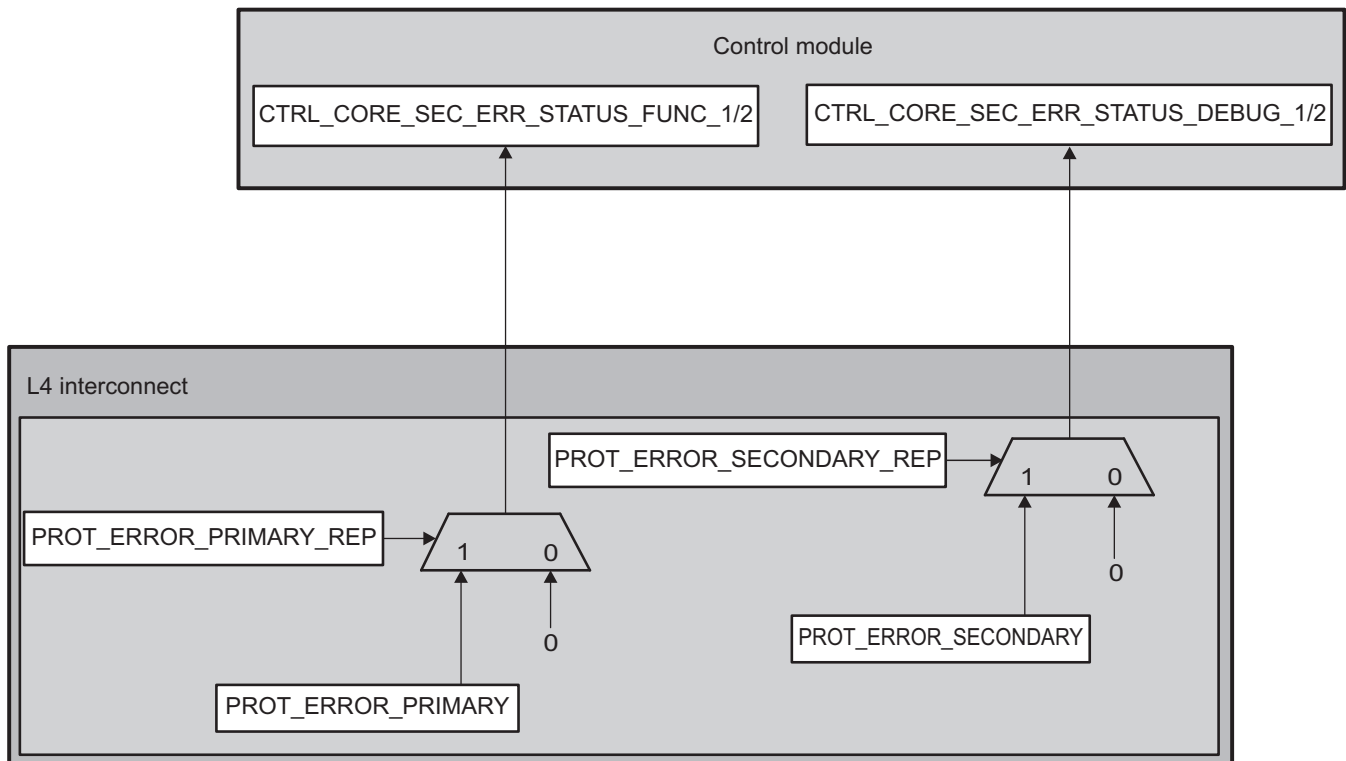 Control module
CTRL_CORE_SEC_ERR_STATUS_FUNC_1/2
CTRL_CORE_SEC_ERR_STATUS_DEBUG_1/2
L4 interconnect
PROT_ERROR_SECONDARY_REP
1 0
PROT_ERROR_PRIMARY_REP
1 0
0
PROT_ERROR_SECONDARY
0
PROT_ERROR_PRIMARY